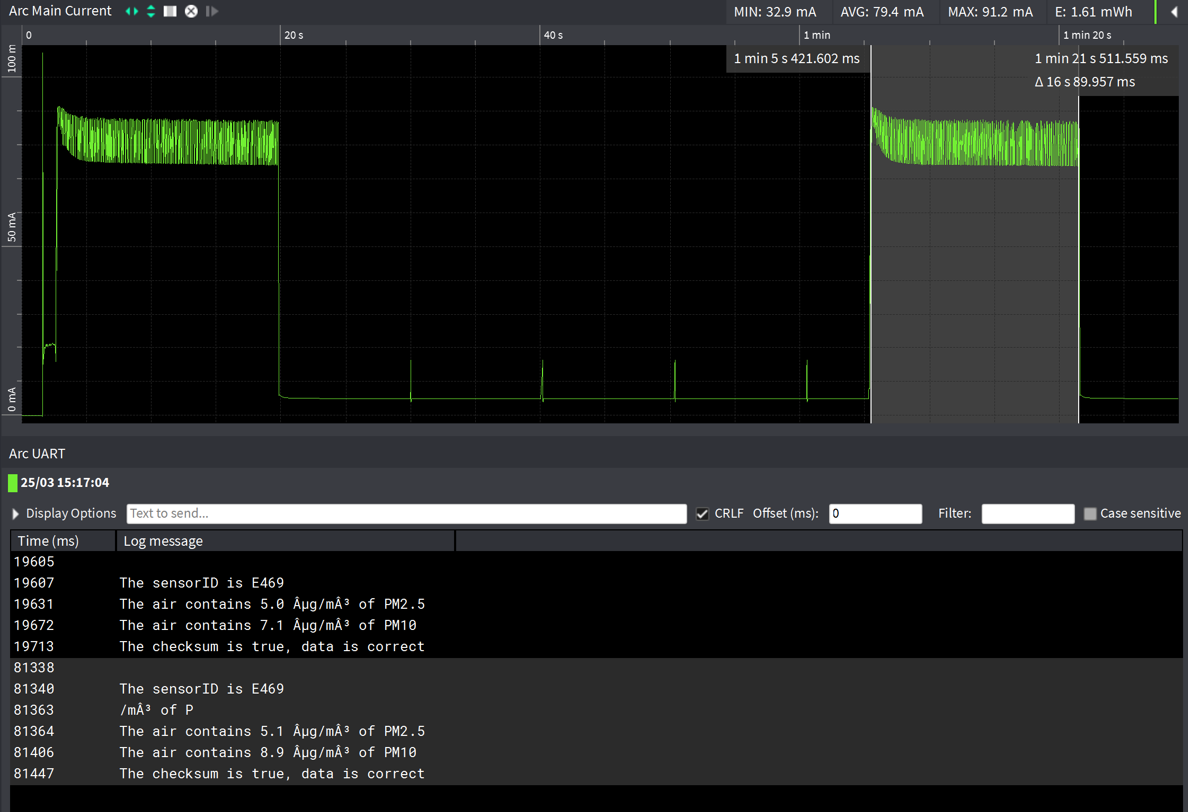 Arc Main Current
MIN: 32.9 mA AVG: 79.4 mA MAX: 91.2 mA E: 1.61 mWh
0 20 s 40 s 1 min 1 min 20 s
100 m
50 mA
0 mA
1 min 5 s 421.602 ms
1 min 21 s 511.559 ms
Δ 16 s 89.957 ms
Arc UART
25/03 15:17:04
Display Options Text to send... CRLF Offset (ms): 0 Filter: Case sensitive
Time (ms) Log message
19605
19607 The sensorID is E469
19631 The air contains 5.0 Âµg/mÂ³ of PM2.5
19672 The air contains 7.1 Âµg/mÂ³ of PM10
19713 The checksum is true, data is correct
81338
81340 The sensorID is E469
81363 /mÂ³ of P
81364 The air contains 5.1 Âµg/mÂ³ of PM2.5
81406 The air contains 8.9 Âµg/mÂ³ of PM10
81447 The checksum is true, data is correct